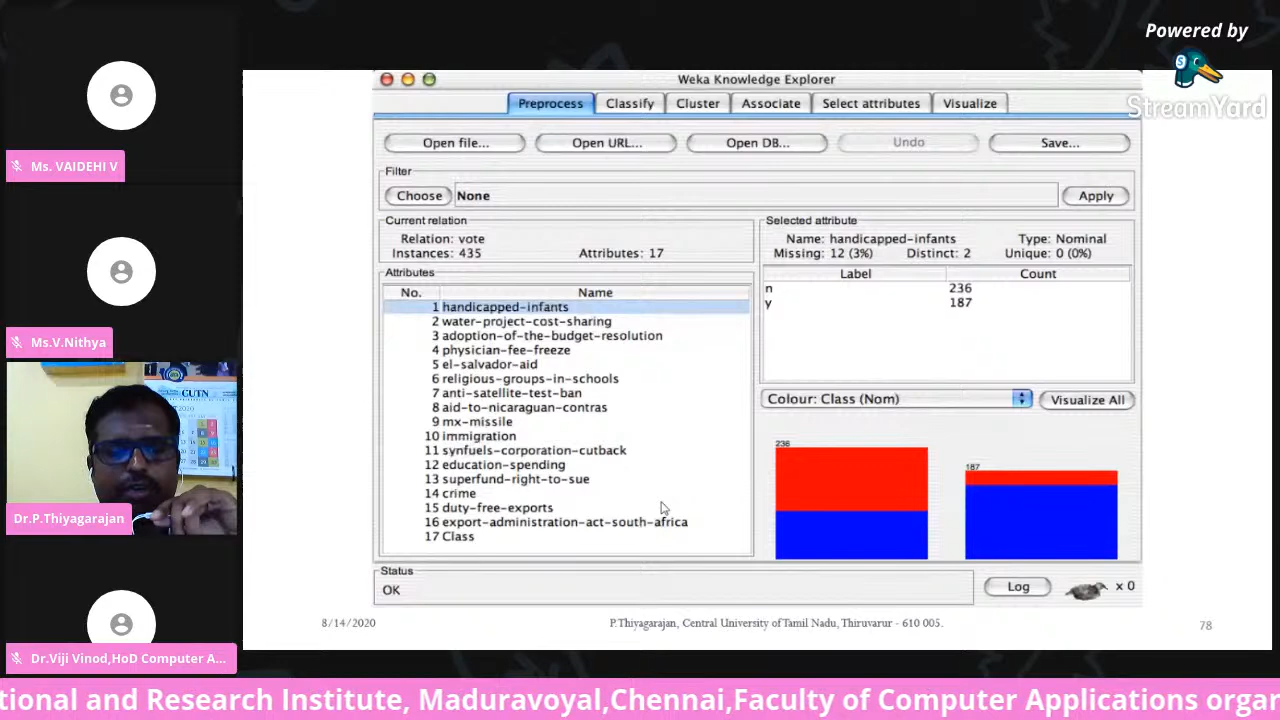 Powered by
StreamYard
Ms. VAIDEHI V
Ms.V.Nithya
CUTN
2020
Dr.P.Thiyagarajan
Dr.Viji Vinod,HoD Computer A...
Weka Knowledge Explorer
Preprocess Classify Cluster Associate Select attributes Visualize
Open file... Open URL... Open DB... Undo Save...
Filter
Choose None Apply
Current relation
Relation: vote
Instances: 435 Attributes: 17
Attributes
No. Name
1 handicapped-infants
2 water-project-cost-sharing
3 adoption-of-the-budget-resolution
4 physician-fee-freeze
5 el-salvador-aid
6 religious-groups-in-schools
7 anti-satellite-test-ban
8 aid-to-nicaraguan-contras
9 mx-missile
10 immigration
11 synfuels-corporation-cutback
12 education-spending
13 superfund-right-to-sue
14 crime
15 duty-free-exports
16 export-administration-act-south-africa
17 Class
Selected attribute
Name: handicapped-infants Type: Nominal
Missing: 12 (3%) Distinct: 2 Unique: 0 (0%)
Label Count
n 236
y 187
Colour: Class (Nom) Visualize All
236
187
Status
OK
Log x 0
8/14/2020 P.Thiyagarajan, Central University of Tamil Nadu, Thiruvarur - 610 005. 78
tional and Research Institute, Maduravoyal,Chennai,Faculty of Computer Applications orga